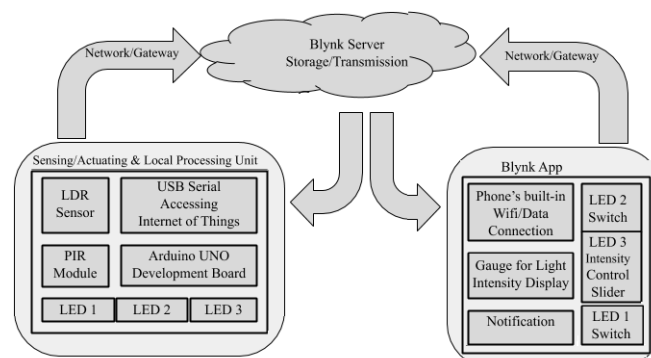 Blynk Server
Storage/Transmission
Network/Gateway
Network/Gateway
Sensing/Actuating & Local Processing Unit
LDR
Sensor
USB Serial
Accessing
Internet of Things
PIR
Module
Arduino UNO
Development Board
LED 1
LED 2
LED 3
Blynk App
Phone's built-in
Wifi/Data
Connection
LED 2
Switch
Gauge for Light
Intensity Display
LED 3
Intensity
Control
Slider
Notification
LED 1
Switch